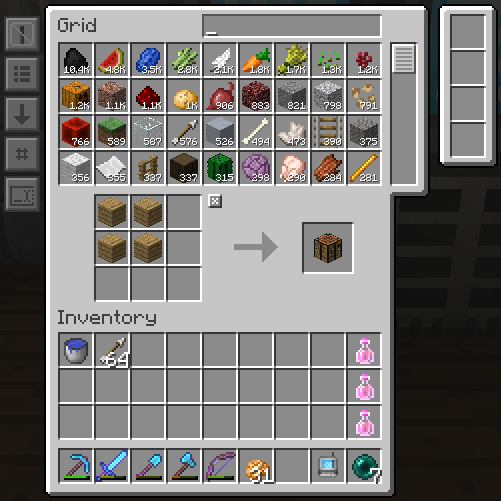 Grid
_
10.4K 4.8K 3.5K 2.8K 2.1K 1.8K 1.7K 1.3K 1.2K
1.2K 1.1K 1.1K 1K 906 883 821 798 791
766 589 587 576 526 494 473 390 375
356 355 337 337 315 298 290 284 281
Inventory
64
31 7